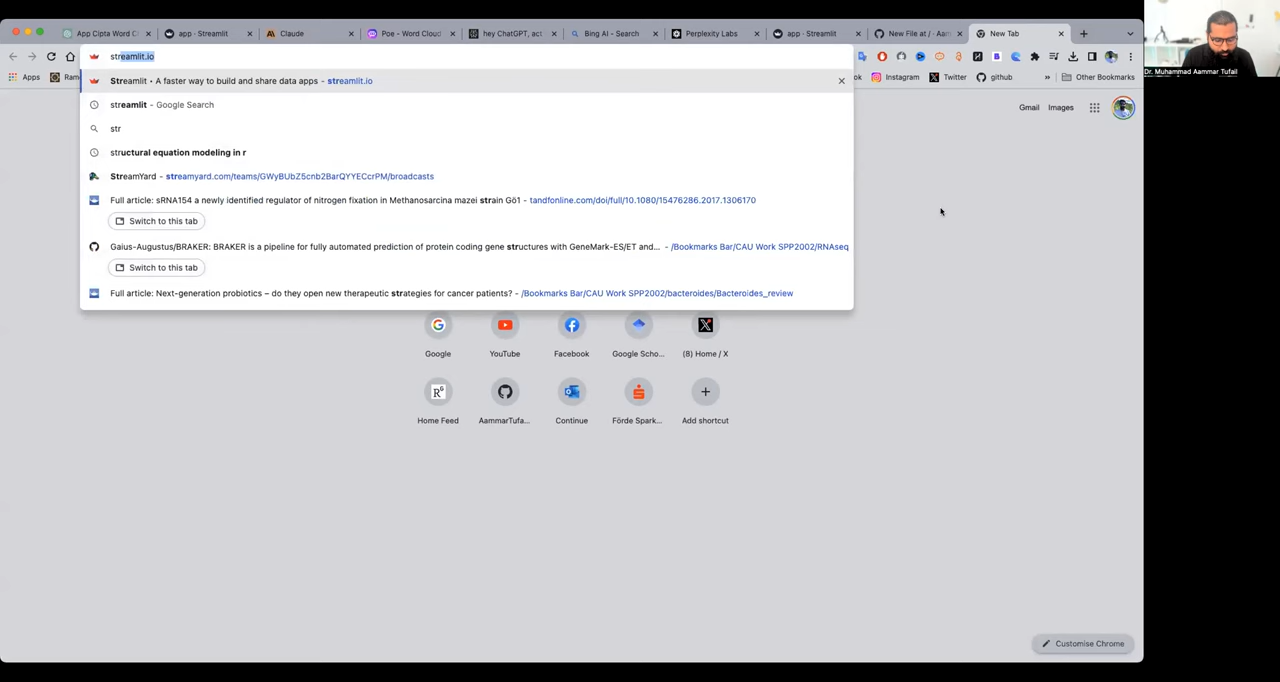 App Cipta Word C
app · Streamlit
Claude
Poe – Word Cloud
hey ChatGPT, act
Bing AI - Search
Perplexity Labs
app · Streamlit
New File at / · Aam
New Tab
streamlit.io
Apps
Instagram
Twitter
github
»
Other Bookmarks
Dr. Muhammad Aammar Tufail
Streamlit • A faster way to build and share data apps - streamlit.io
streamlit - Google Search
str
structural equation modeling in r
StreamYard - streamyard.com/teams/GWyBUbZ5cnb2BarQYYECcrPM/broadcasts
Full article: sRNA154 a newly identified regulator of nitrogen fixation in Methanosarcina mazei strain Gö1 - tandfonline.com/doi/full/10.1080/15476286.2017.1306170
Switch to this tab
Gaius-Augustus/BRAKER: BRAKER is a pipeline for fully automated prediction of protein coding gene structures with GeneMark-ES/ET and... - /Bookmarks Bar/CAU Work SPP2002/RNAseq
Switch to this tab
Full article: Next-generation probiotics – do they open new therapeutic strategies for cancer patients? - /Bookmarks Bar/CAU Work SPP2002/bacteroides/Bacteroides_review
Gmail
Images
Google
YouTube
Facebook
Google Scho...
(8) Home / X
Home Feed
AammarTufa...
Continue
Förde Spark...
Add shortcut
Customise Chrome